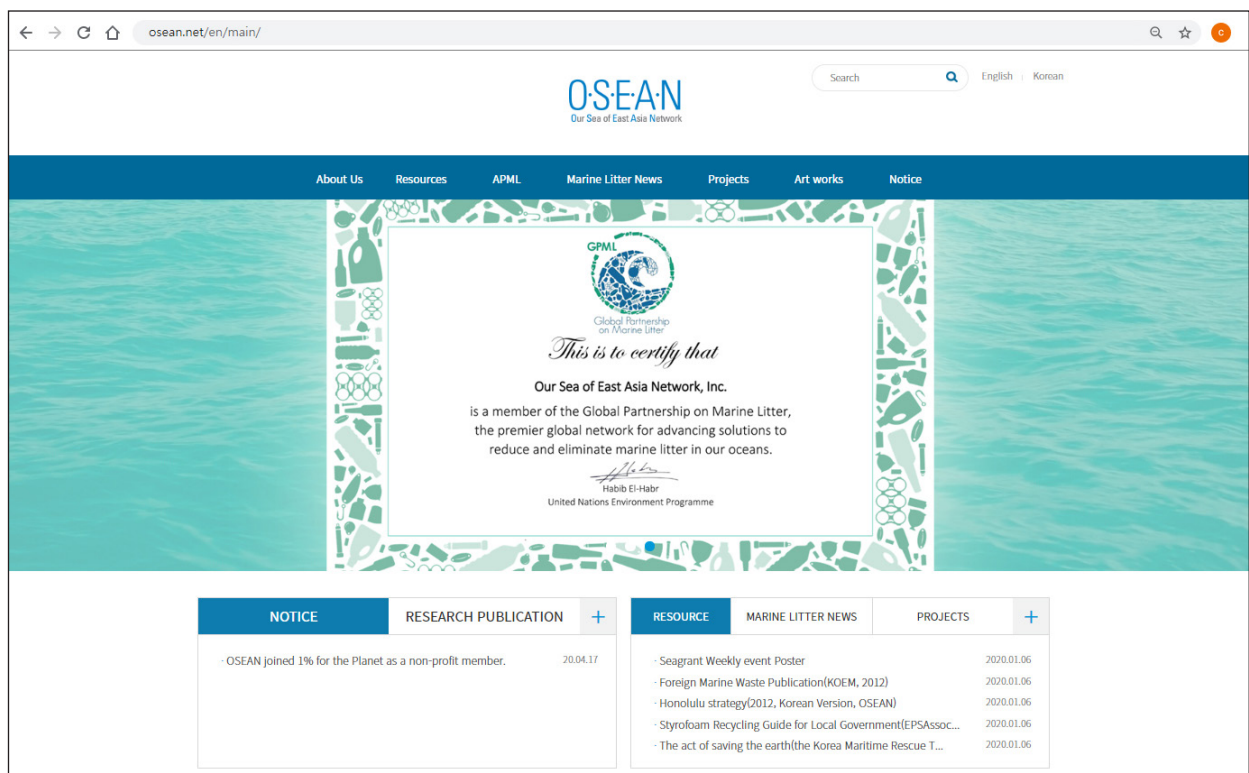 osean.net/en/main/
C
O·S·E·A·N
Our Sea of East Asia Network
Search
English
Korean
About Us
Resources
APML
Marine Litter News
Projects
Art works
Notice
GPML
Global Partnership
on Marine Litter
This is to certify that
Our Sea of East Asia Network, Inc.
is a member of the Global Partnership on Marine Litter,
the premier global network for advancing solutions to
reduce and eliminate marine litter in our oceans.
Habib El-Habr
United Nations Environment Programme
NOTICE
RESEARCH PUBLICATION
+
· OSEAN joined 1% for the Planet as a non-profit member. 20.04.17
RESOURCE
MARINE LITTER NEWS
PROJECTS
+
· Seagrant Weekly event Poster 2020.01.06
· Foreign Marine Waste Publication(KOEM, 2012) 2020.01.06
· Honolulu strategy(2012, Korean Version, OSEAN) 2020.01.06
· Styrofoam Recycling Guide for Local Government(EPSAssoc... 2020.01.06
· The act of saving the earth(the Korea Maritime Rescue T... 2020.01.06